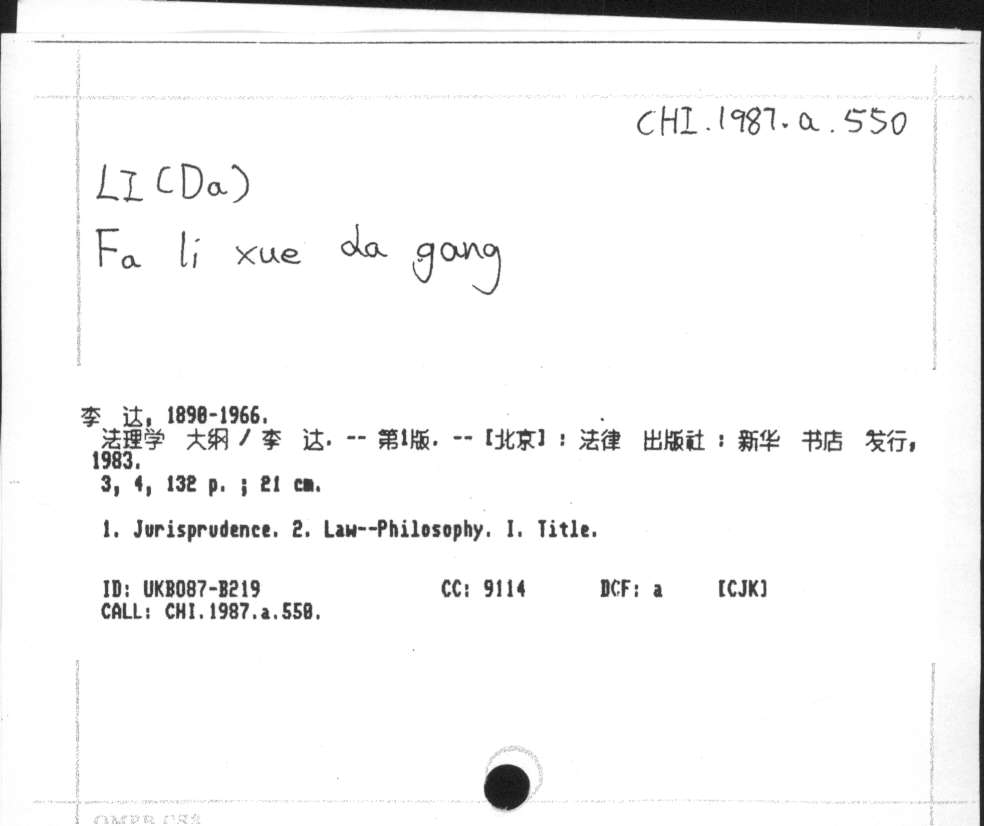 CHI.1987.a.550
LI (Da)
Fa li xue da gang
李 达, 1890-1966.
法理学 大纲 / 李 达. -- 第1版. -- [北京] : 法律 出版社 : 新华 书店 发行,
1983.
3, 4, 132 p. ; 21 cm.
1. Jurisprudence. 2. Law--Philosophy. I. Title.
ID: UKB087-B219 CC: 9114 DCF: a [CJK]
CALL: CHI.1987.a.550.